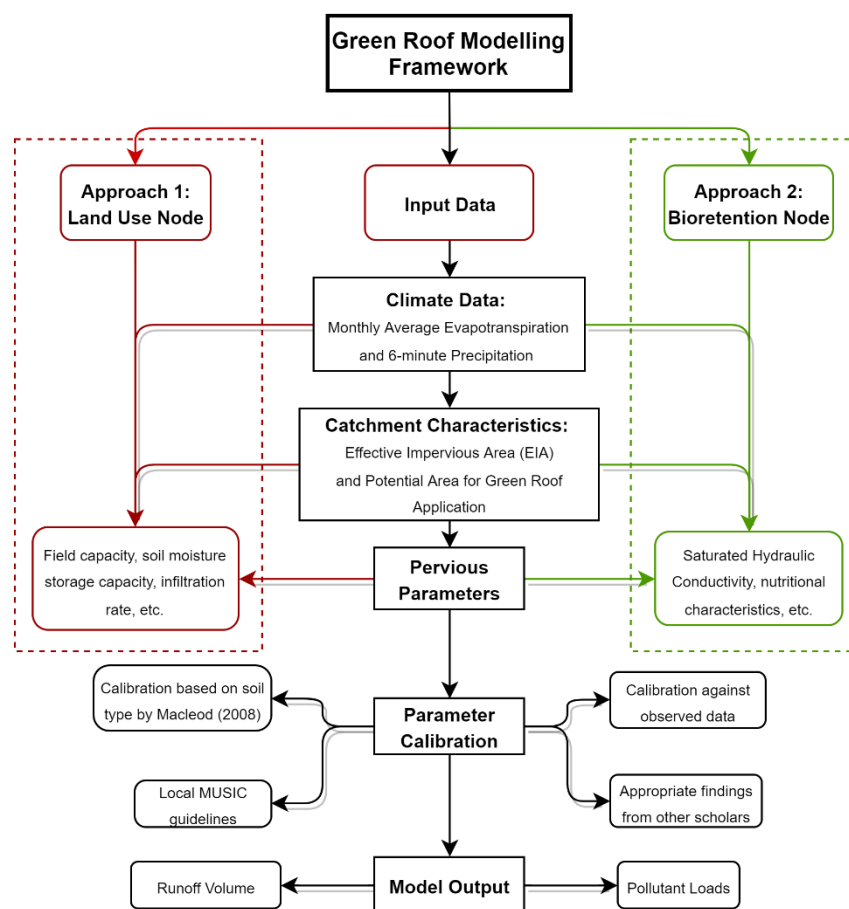 Green Roof Modelling
Framework
Approach 1:
Land Use Node
Input Data
Approach 2:
Bioretention Node
Climate Data:
Monthly Average Evapotranspiration
and 6-minute Precipitation
Catchment Characteristics:
Effective Impervious Area (EIA)
and Potential Area for Green Roof
Application
Field capacity, soil moisture
storage capacity, infiltration
rate, etc.
Pervious
Parameters
Saturated Hydraulic
Conductivity, nutritional
characteristics, etc.
Calibration based on soil
type by Macleod (2008)
Parameter
Calibration
Calibration against
observed data
Local MUSIC
guidelines
Appropriate findings
from other scholars
Runoff Volume
Model Output
Pollutant Loads